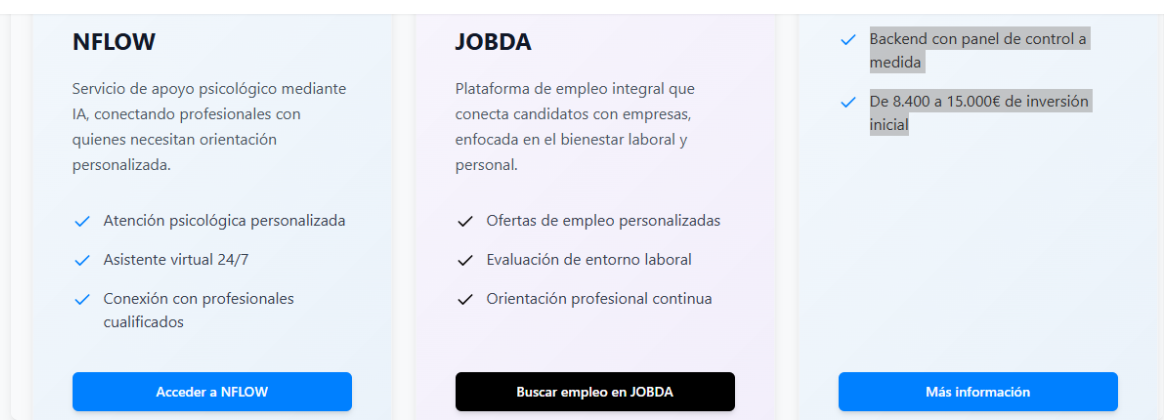 NFLOW
Servicio de apoyo psicológico mediante
IA, conectando profesionales con
quienes necesitan orientación
personalizada.
Atención psicológica personalizada
Asistente virtual 24/7
Conexión con profesionales
cualificados
Acceder a NFLOW
JOBDA
Plataforma de empleo integral que
conecta candidatos con empresas,
enfocada en el bienestar laboral y
personal.
Ofertas de empleo personalizadas
Evaluación de entorno laboral
Orientación profesional continua
Buscar empleo en JOBDA
Backend con panel de control a
medida
De 8.400 a 15.000€ de inversión
inicial
Más información